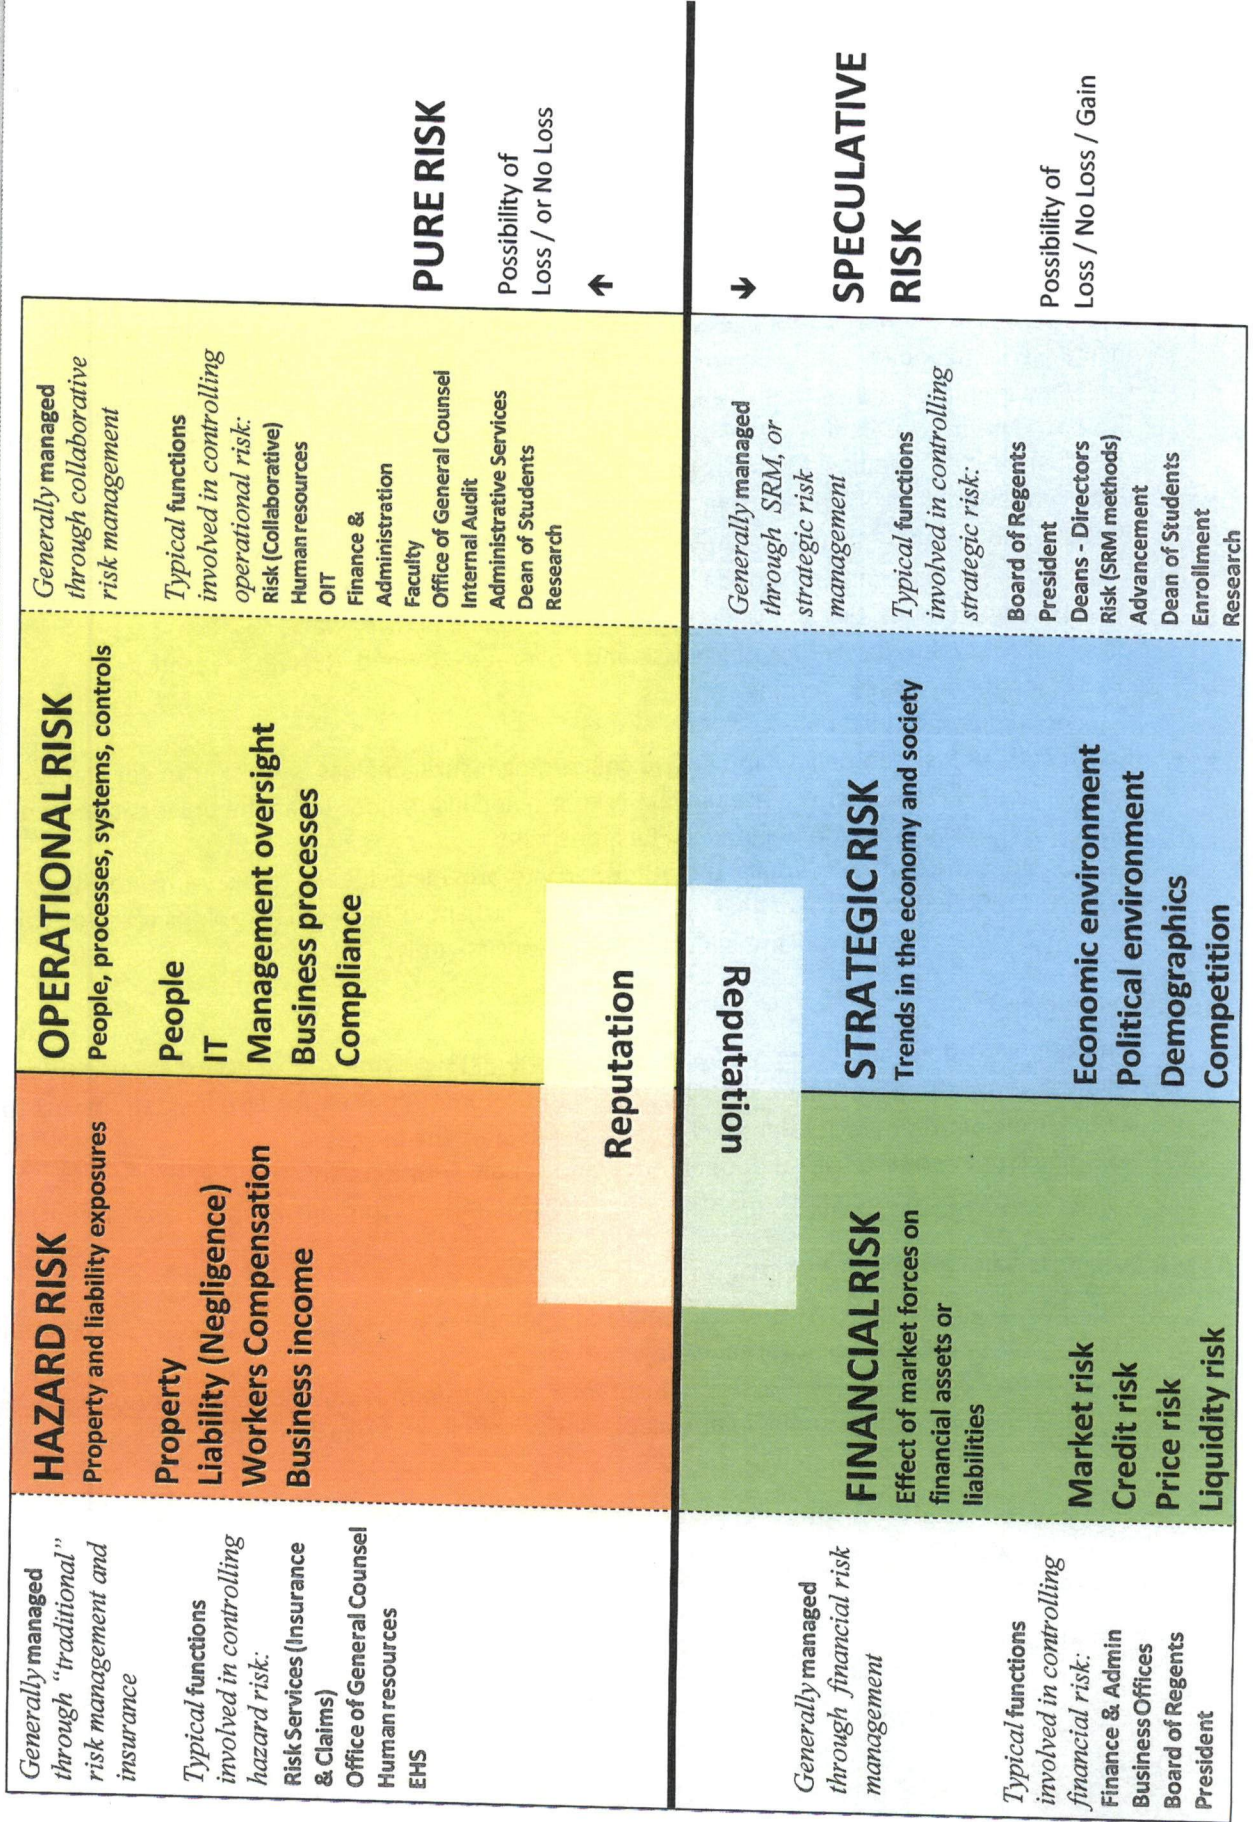 Generally managed
through "traditional"
risk management and
insurance
Typical functions
involved in controlling
hazard risk:
Risk Services (Insurance
& Claims)
Office of General Counsel
Human resources
EHS
HAZARD RISK
Property and liability exposures
Property
Liability (Negligence)
Workers Compensation
Business income
OPERATIONAL RISK
People, processes, systems, controls
People
IT
Management oversight
Business processes
Compliance
Generally managed
through collaborative
risk management
Typical functions
involved in controlling
operational risk:
Risk (Collaborative)
Human resources
OIT
Finance &
Administration
Faculty
Office of General Counsel
Internal Audit
Administrative Services
Dean of Students
Research
PURE RISK
Possibility of
Loss / or No Loss
↑
Reputation
Reputation
Generally managed
through financial risk
management
Typical functions
involved in controlling
financial risk:
Finance & Admin
Business Offices
Board of Regents
President
FINANCIAL RISK
Effect of market forces on
financial assets or
liabilities
Market risk
Credit risk
Price risk
Liquidity risk
STRATEGIC RISK
Trends in the economy and society
Economic environment
Political environment
Demographics
Competition
Generally managed
through SRM, or
strategic risk
management
Typical functions
involved in controlling
strategic risk:
Board of Regents
President
Deans - Directors
Risk (SRM methods)
Advancement
Dean of Students
Enrollment
Research
↓
SPECULATIVE
RISK
Possibility of
Loss / No Loss / Gain